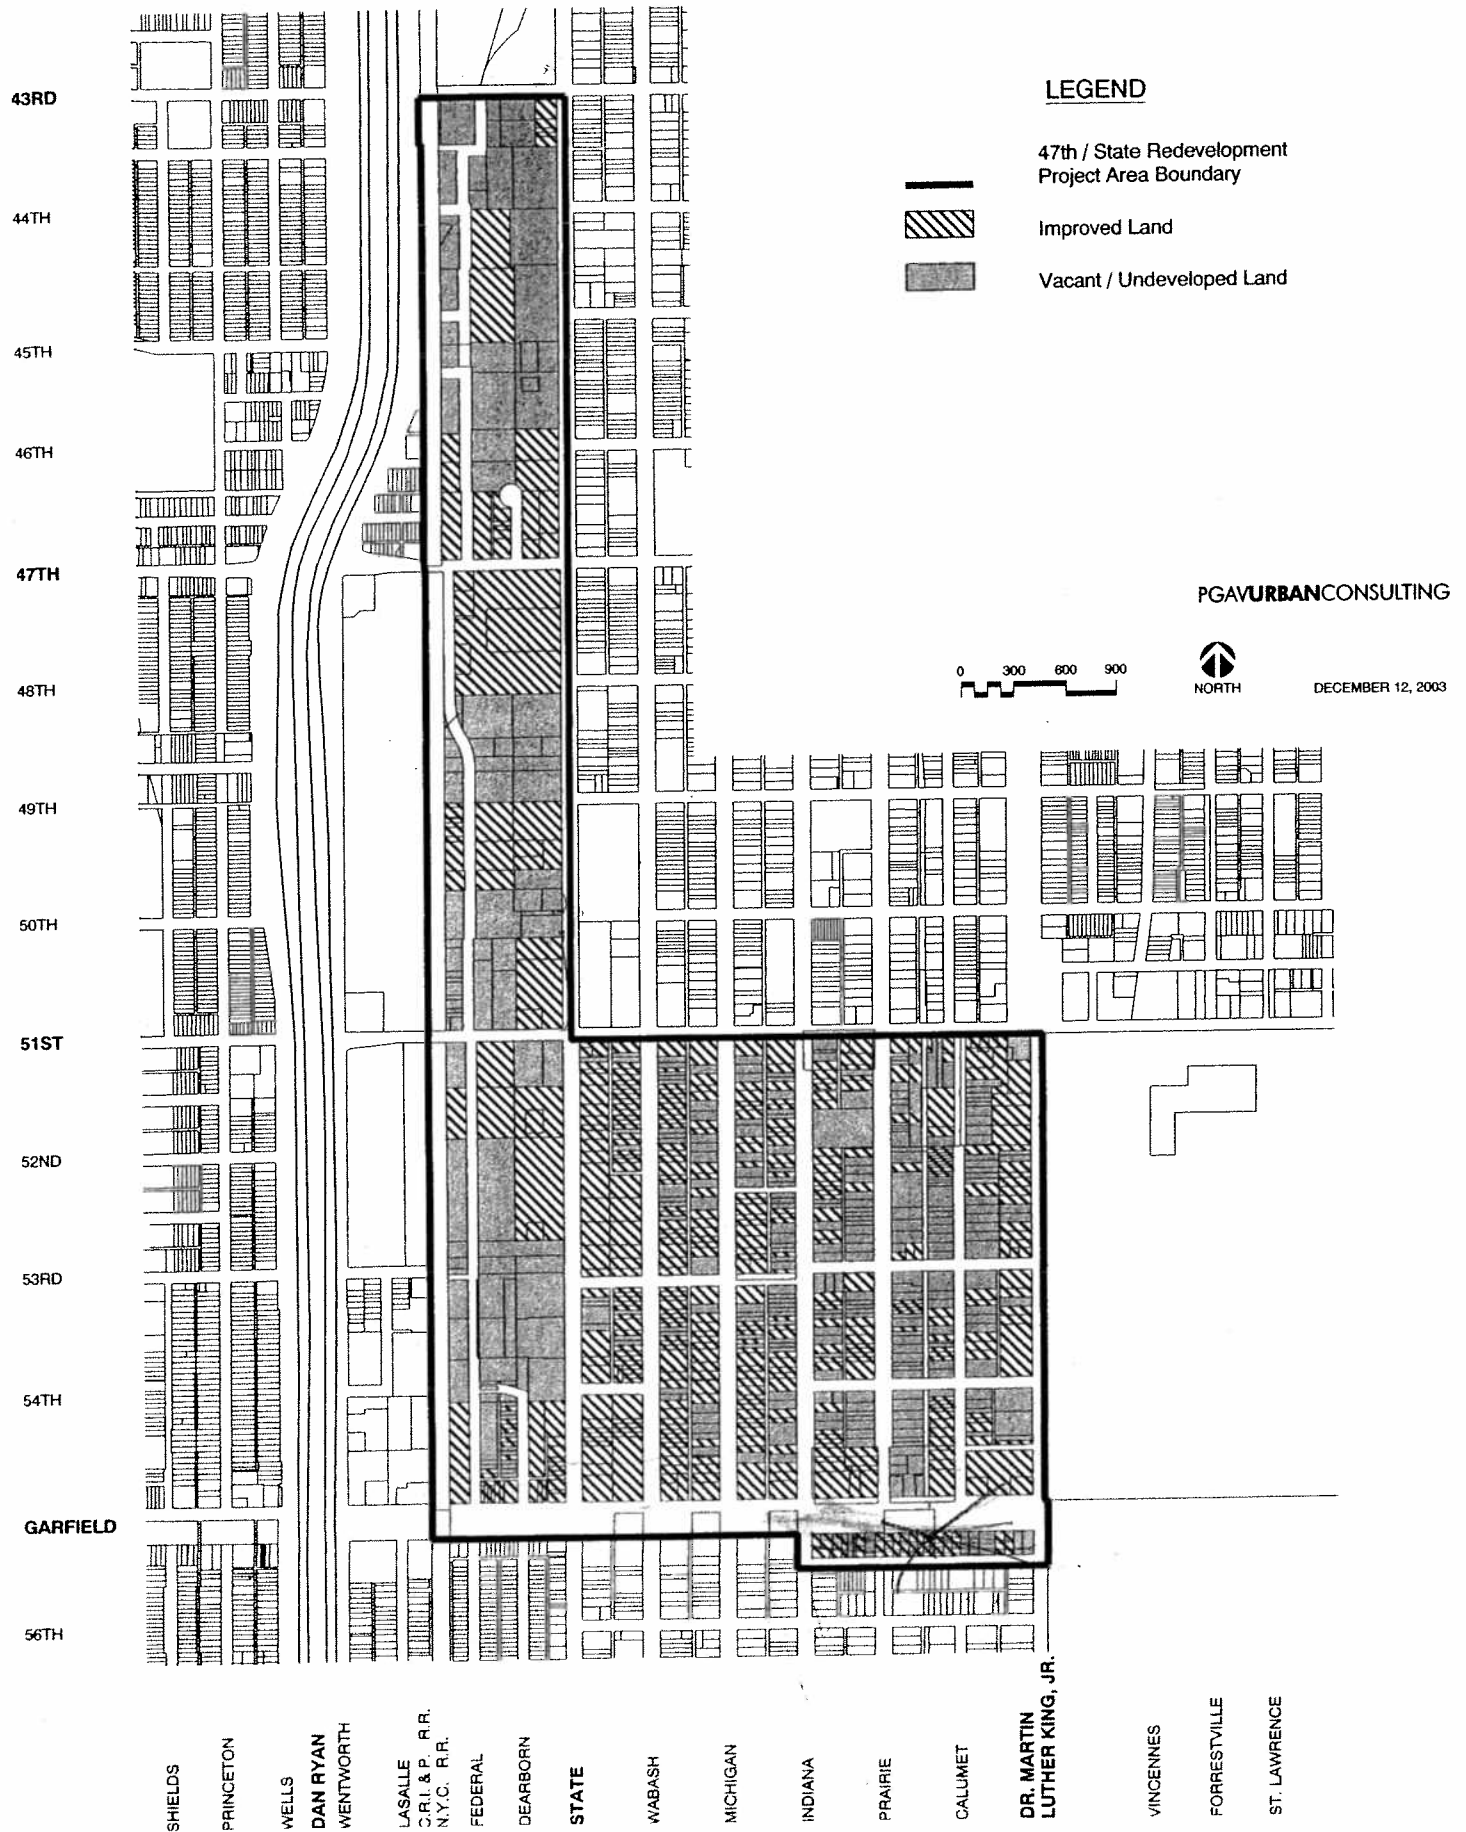 LEGEND
47th / State Redevelopment
Project Area Boundary
Improved Land
Vacant / Undeveloped Land
43RD
44TH
45TH
46TH
47TH
48TH
49TH
50TH
51ST
52ND
53RD
54TH
GARFIELD
56TH
PGAVURBANCONSULTING
0 300 600 900
NORTH
DECEMBER 12, 2003
SHIELDS
PRINCETON
WELLS
DAN RYAN
WENTWORTH
LASALLE
C.R.I. & P. R.R.
N.Y.C. R.R.
FEDERAL
DEARBORN
STATE
WABASH
MICHIGAN
INDIANA
PRAIRIE
CALUMET
DR. MARTIN
LUTHER KING, JR.
VINCENNES
FORRESTVILLE
ST. LAWRENCE